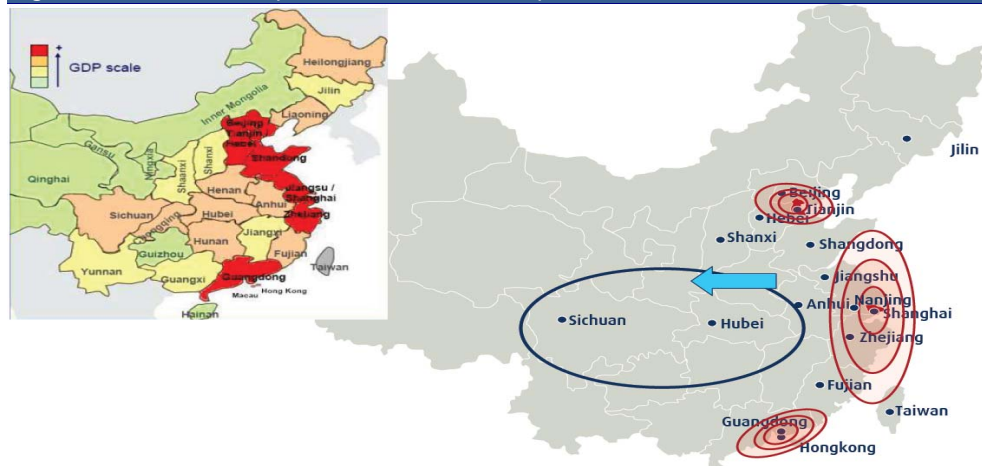 +
GDP scale
Heilongjiang
Jilin
Inner Mongolia
Liaoning
Beijing
Tianjin
Hebei
Gansu
Ningxia
Shaanxi
Shanxi
Shandong
Qinghai
Henan
Jiangsu /
Shanghai
Anhui
Sichuan
Chongqing
Hubei
Zhejiang
Hunan
Jiangxi
Guizhou
Fujian
Yunnan
Guangxi
Guangdong
Taiwan
Macau
Hong Kong
Hainan
Jilin
Beijing
Tianjin
Hebei
Shanxi
Shangdong
Jiangshu
Anhui
Nanjing
Shanghai
Sichuan
Hubei
Zhejiang
Fujian
Taiwan
Guangdong
Hongkong